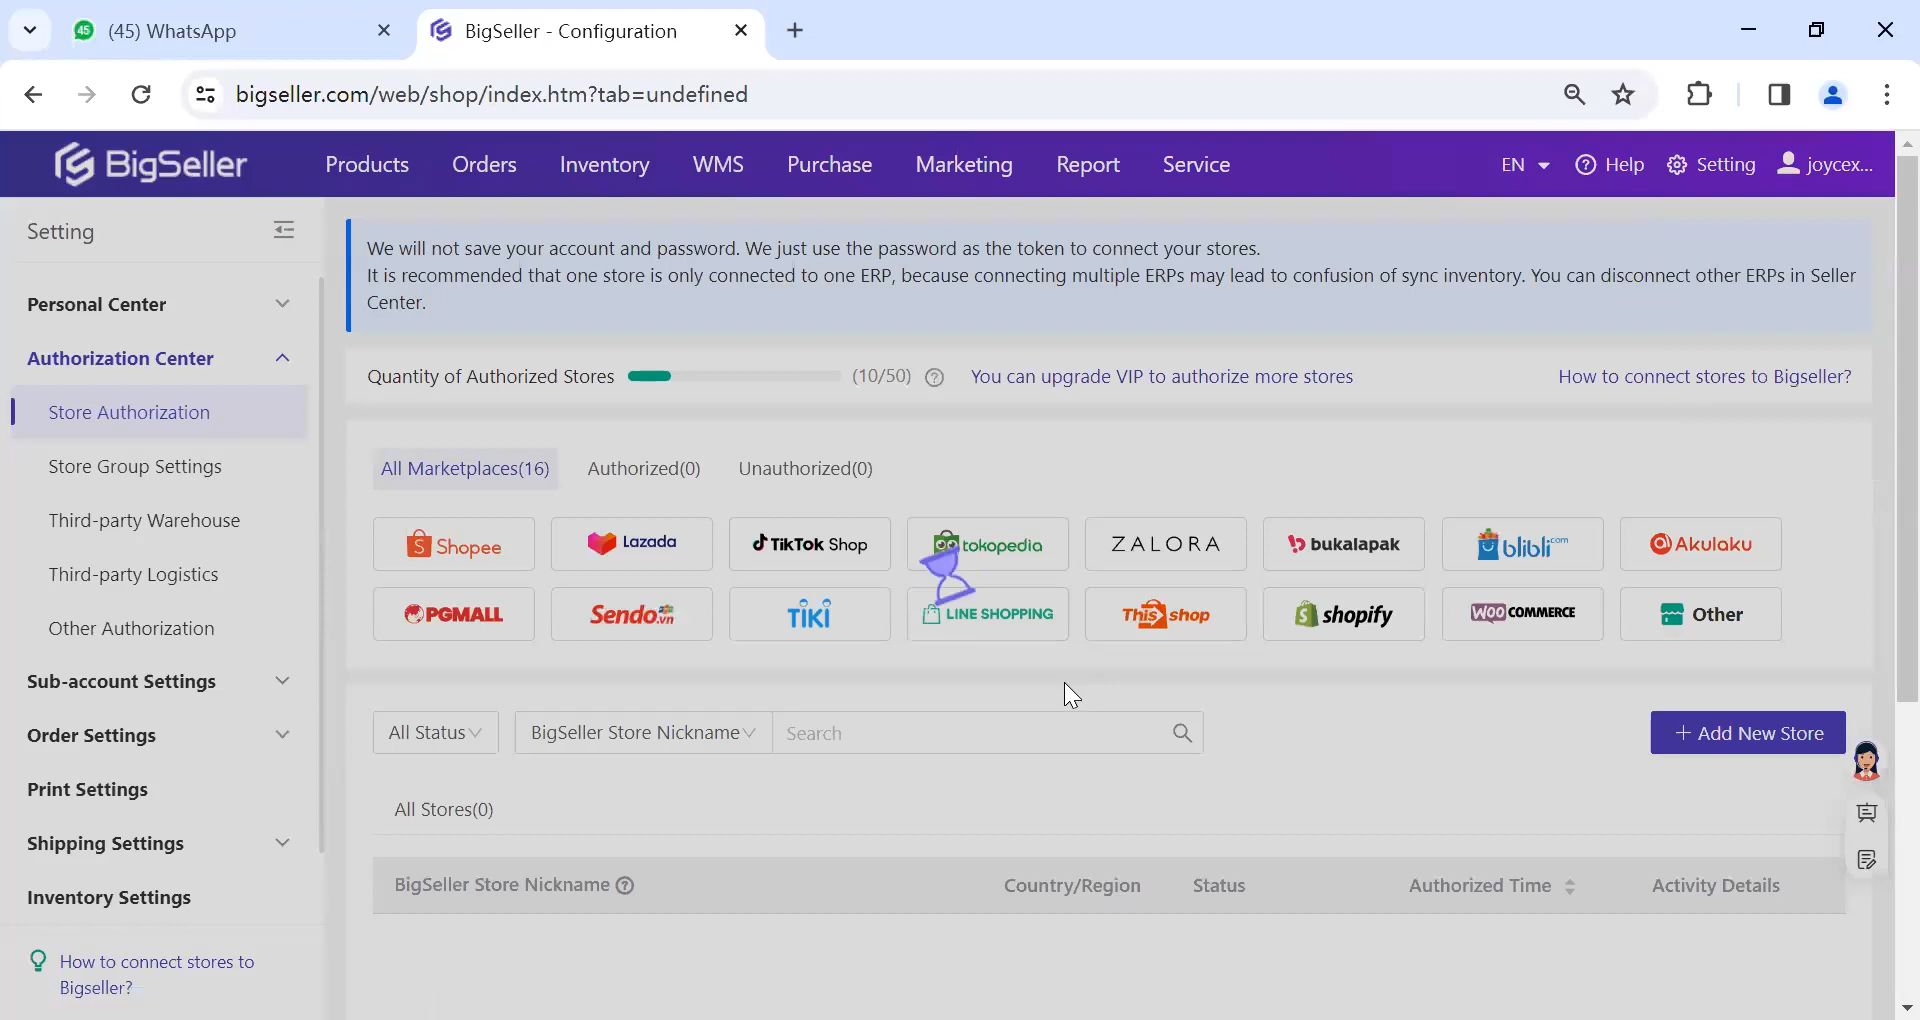 45
(45) WhatsApp
BigSeller - Configuration
bigseller.com/web/shop/index.htm?tab=undefined
BigSeller
Products
Orders
Inventory
WMS
Purchase
Marketing
Report
Service
EN
Help
Setting
joycex...
Setting
Personal Center
Authorization Center
Store Authorization
Store Group Settings
Third-party Warehouse
Third-party Logistics
Other Authorization
Sub-account Settings
Order Settings
Print Settings
Shipping Settings
Inventory Settings
How to connect stores to
Bigseller?
We will not save your account and password. We just use the password as the token to connect your stores.
It is recommended that one store is only connected to one ERP, because connecting multiple ERPs may lead to confusion of sync inventory. You can disconnect other ERPs in Seller
Center.
Quantity of Authorized Stores
(10/50)
You can upgrade VIP to authorize more stores
How to connect stores to Bigseller?
All Marketplaces(16)
Authorized(0)
Unauthorized(0)
Shopee
Lazada
TikTok Shop
tokopedia
ZALORA
bukalapak
blibli.com
Akulaku
PGMALL
Sendo.vn
TIKI
LINE SHOPPING
This shop
shopify
WOO COMMERCE
Other
All Status
BigSeller Store Nickname
Search
+ Add New Store
All Stores(0)
BigSeller Store Nickname
Country/Region
Status
Authorized Time
Activity Details